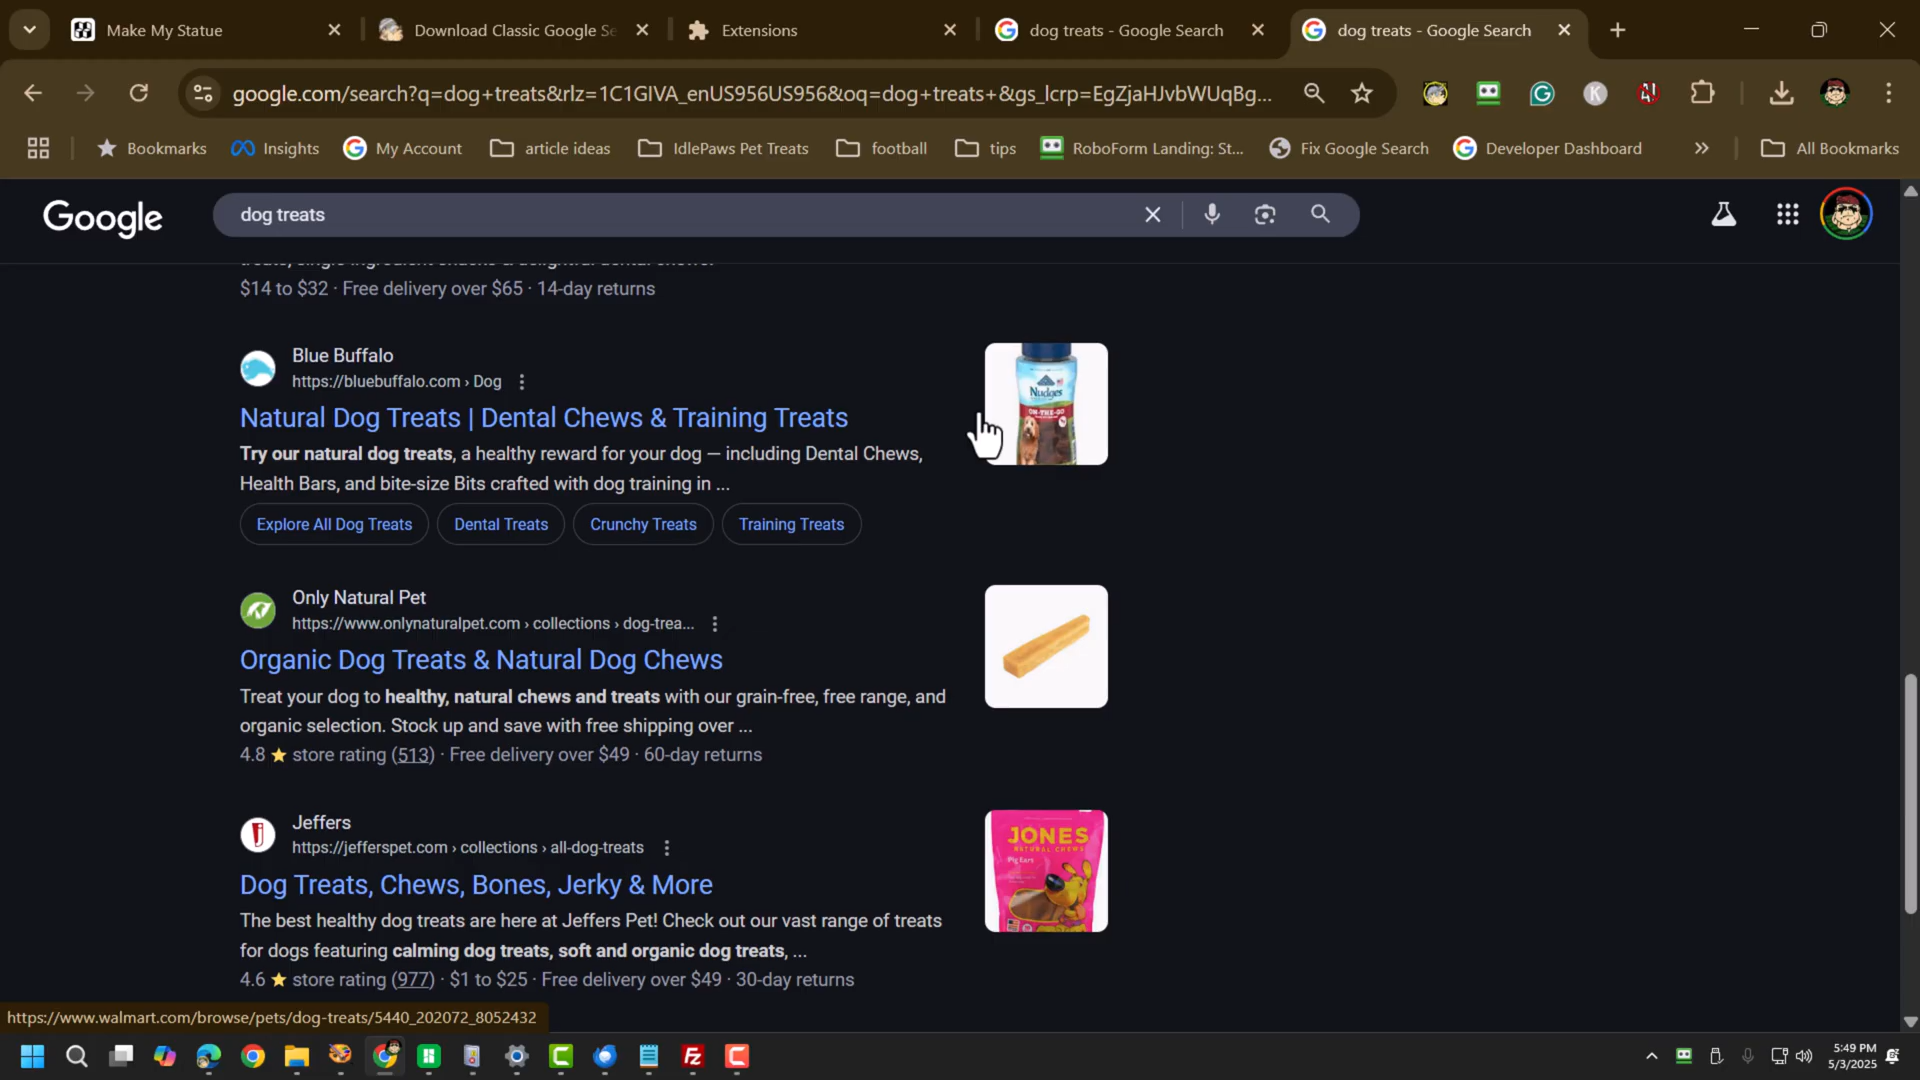 Make My Statue
Download Classic Google Se
Extensions
dog treats - Google Search
dog treats - Google Search
google.com/search?q=dog+treats&rlz=1C1GIVA_enUS956US956&oq=dog+treats+&gs_lcrp=EgZjaHJvbWUqBg...
Bookmarks
Insights
My Account
article ideas
IdlePaws Pet Treats
football
tips
RoboForm Landing: St...
Fix Google Search
Developer Dashboard
All Bookmarks
Google
dog treats
$14 to $32 · Free delivery over $65 · 14-day returns
Blue Buffalo
https://bluebuffalo.com › Dog
Natural Dog Treats | Dental Chews & Training Treats
Try our natural dog treats, a healthy reward for your dog — including Dental Chews,
Health Bars, and bite-size Bits crafted with dog training in ...
Explore All Dog Treats
Dental Treats
Crunchy Treats
Training Treats
Nudges
ON-THE-GO
Only Natural Pet
https://www.onlynaturalpet.com › collections › dog-trea...
Organic Dog Treats & Natural Dog Chews
Treat your dog to healthy, natural chews and treats with our grain-free, free range, and
organic selection. Stock up and save with free shipping over ...
4.8 ★ store rating (513) · Free delivery over $49 · 60-day returns
Jeffers
https://jefferspet.com › collections › all-dog-treats
Dog Treats, Chews, Bones, Jerky & More
The best healthy dog treats are here at Jeffers Pet! Check out our vast range of treats
for dogs featuring calming dog treats, soft and organic dog treats, ...
4.6 ★ store rating (977) · $1 to $25 · Free delivery over $49 · 30-day returns
JONES
NATURAL CHEWS
Pig Ears
https://www.walmart.com/browse/pets/dog-treats/5440_202072_8052432
5:49 PM
5/3/2025